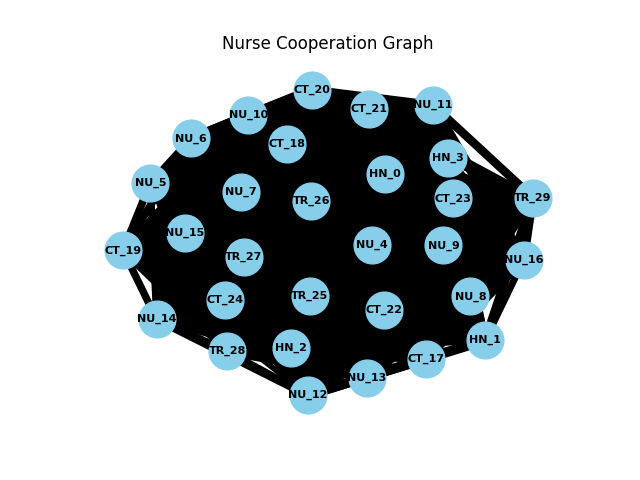 Nurse Cooperation Graph
CT_20
CT_21
NU_11
NU_10
NU_6
CT_18
HN_3
HN_0
NU_5
NU_7
TR_26
CT_23
TR_29
NU_15
NU_4
NU_9
CT_19
TR_27
NU_16
CT_24
TR_25
NU_8
CT_22
NU_14
HN_1
TR_28
HN_2
CT_17
NU_13
NU_12